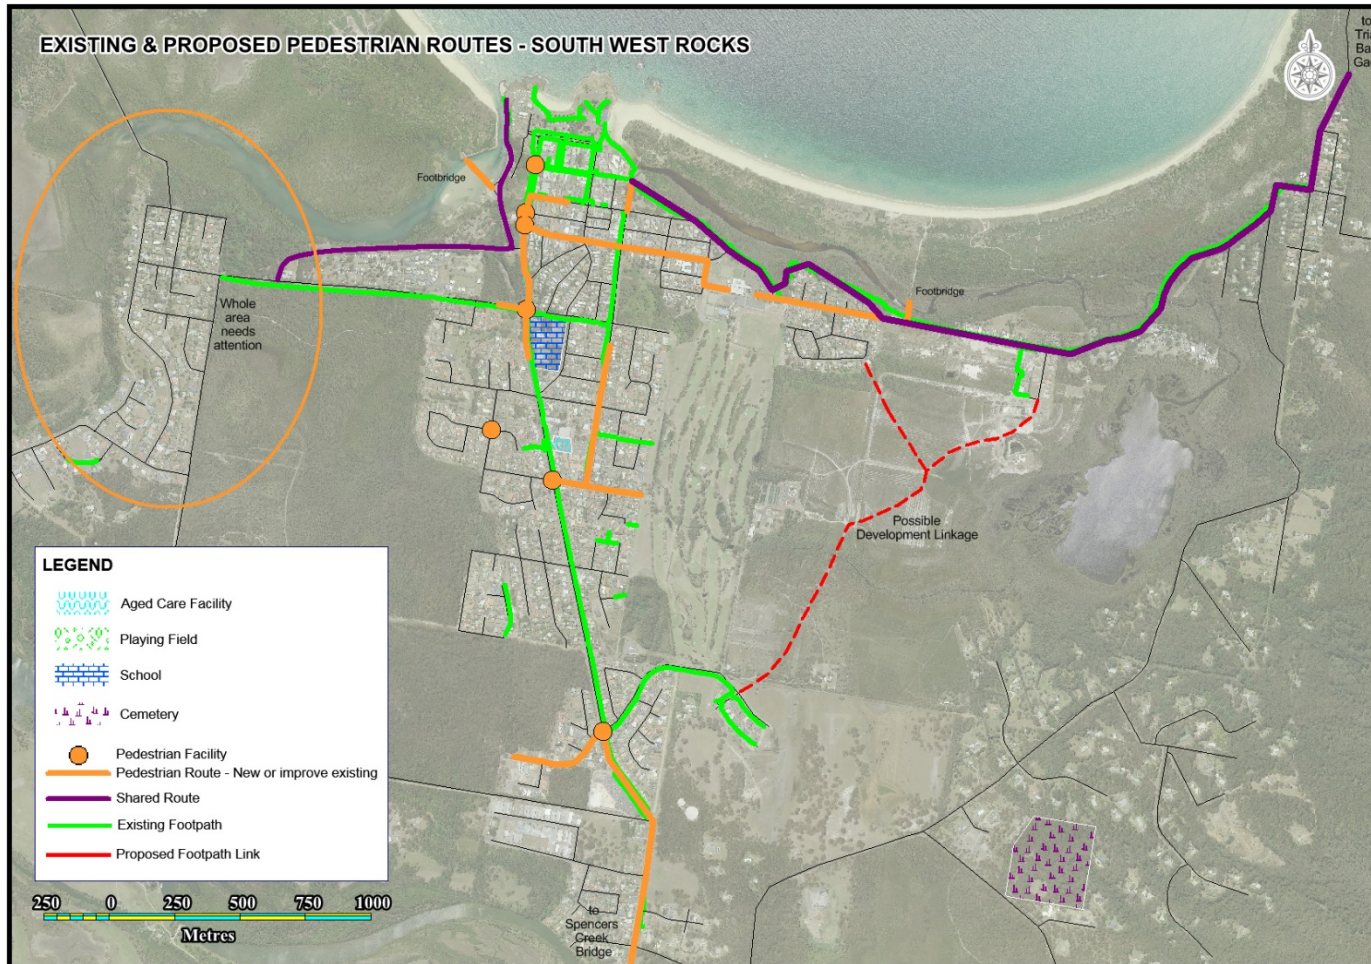 EXISTING & PROPOSED PEDESTRIAN ROUTES - SOUTH WEST ROCKS
to
Footbridge
Footbridge
Whole
area
needs
attention
Possible
Development Linkage
LEGEND
Aged Care Facility
Playing Field
School
Cemetery
Pedestrian Facility
Pedestrian Route - New or improve existing
Shared Route
Existing Footpath
Proposed Footpath Link
250 0 250 500 750 1000
Metres
to
Spencers
Creek
Bridge